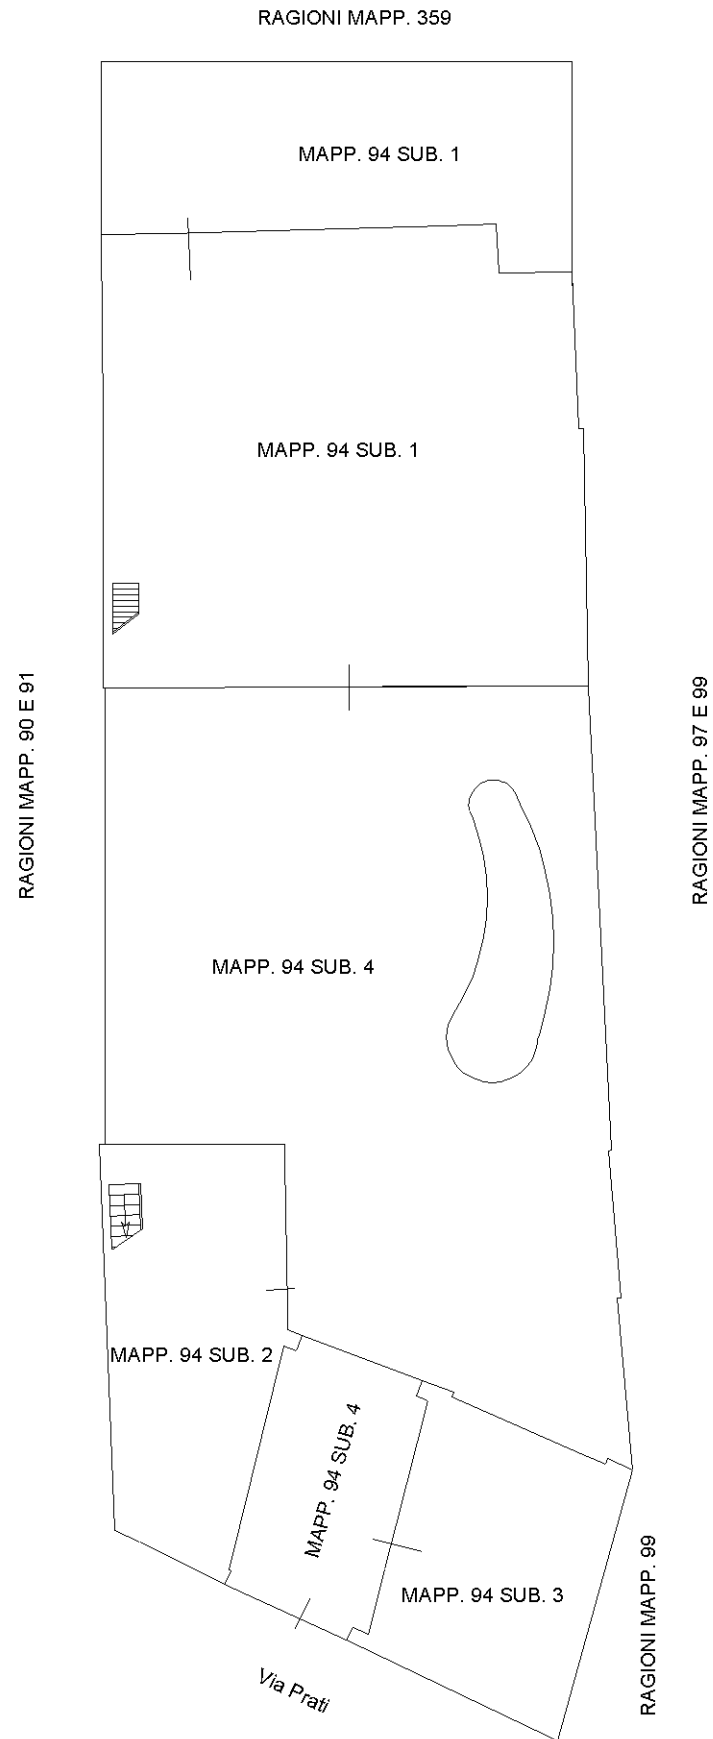 RAGIONI MAPP. 359
MAPP. 94 SUB. 1
MAPP. 94 SUB. 1
RAGIONI MAPP. 90 E 91
RAGIONI MAPP. 97 E 99
MAPP. 94 SUB. 4
MAPP. 94 SUB. 2
MAPP. 94 SUB. 4
MAPP. 94 SUB. 3
RAGIONI MAPP. 99
Via Prati